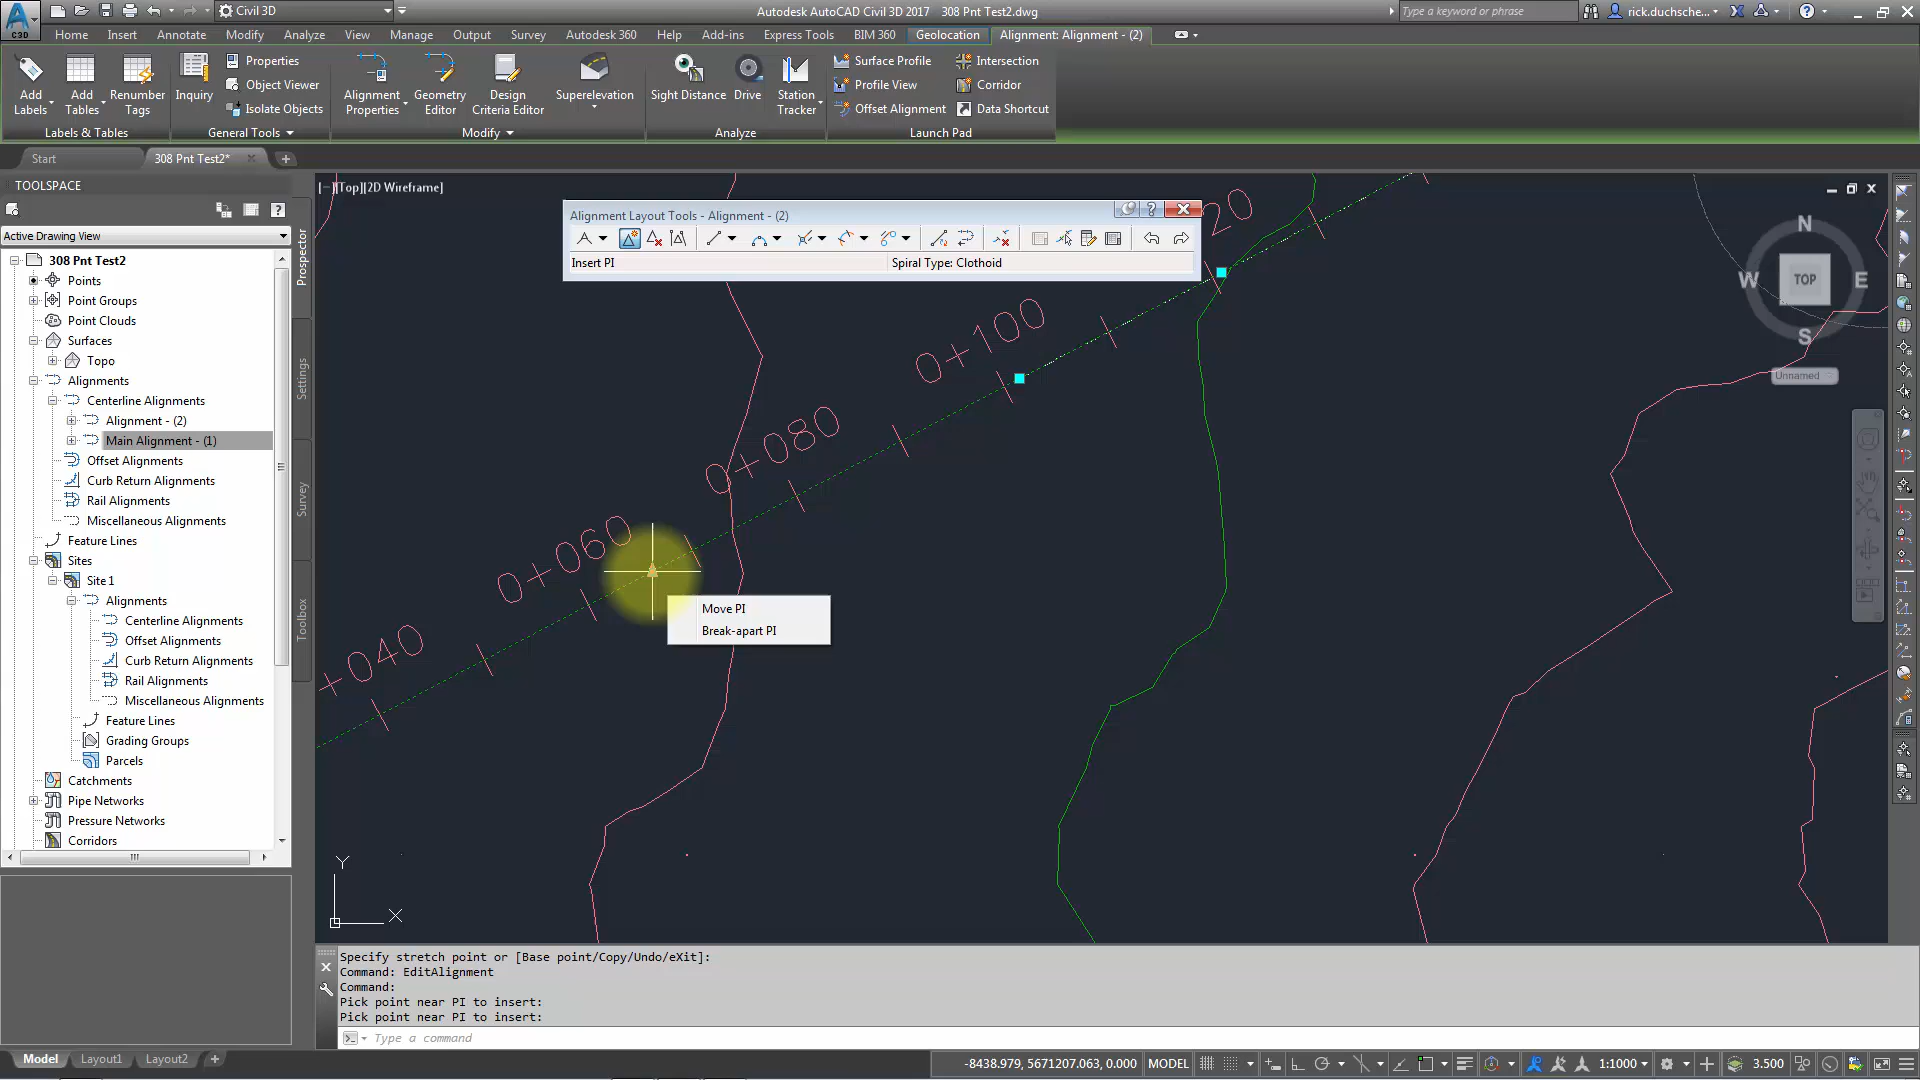 Civil 3D
Autodesk AutoCAD Civil 3D 2017 308 Pnt Test2.dwg
Type a keyword or phrase
rick.duchsche...
C3D
Home Insert Annotate Modify Analyze View Manage Output Survey Autodesk 360 Help Add-ins Express Tools BIM 360 Geolocation Alignment: Alignment - (2)
Add Labels
Add Tables
Renumber Tags
Inquiry
Properties
Object Viewer
Isolate Objects
Alignment Properties
Geometry Editor
Design Criteria Editor
Superelevation
Sight Distance
Drive
Station Tracker
Surface Profile
Profile View
Offset Alignment
Intersection
Corridor
Data Shortcut
Labels & Tables General Tools Modify Analyze Launch Pad
Start 308 Pnt Test2*
TOOLSPACE
Active Drawing View
308 Pnt Test2
Points
Point Groups
Point Clouds
Surfaces
Topo
Alignments
Centerline Alignments
Alignment - (2)
Main Alignment - (1)
Offset Alignments
Curb Return Alignments
Rail Alignments
Miscellaneous Alignments
Feature Lines
Sites
Site 1
Alignments
Centerline Alignments
Offset Alignments
Curb Return Alignments
Rail Alignments
Miscellaneous Alignments
Feature Lines
Grading Groups
Parcels
Catchments
Pipe Networks
Pressure Networks
Corridors
Prospector
Settings
Survey
Toolbox
[−][Top][2D Wireframe]
Alignment Layout Tools - Alignment - (2)
Insert PI Spiral Type: Clothoid
20
0+100
0+080
0+060
+040
Move PI
Break-apart PI
N
W TOP E
S
Unnamed
Y
X
Specify stretch point or [Base point/Copy/Undo/eXit]:
Command: EditAlignment
Command:
Pick point near PI to insert:
Pick point near PI to insert:
Type a command
Model Layout1 Layout2
-8438.979, 5671207.063, 0.000 MODEL 1:1000 3.500